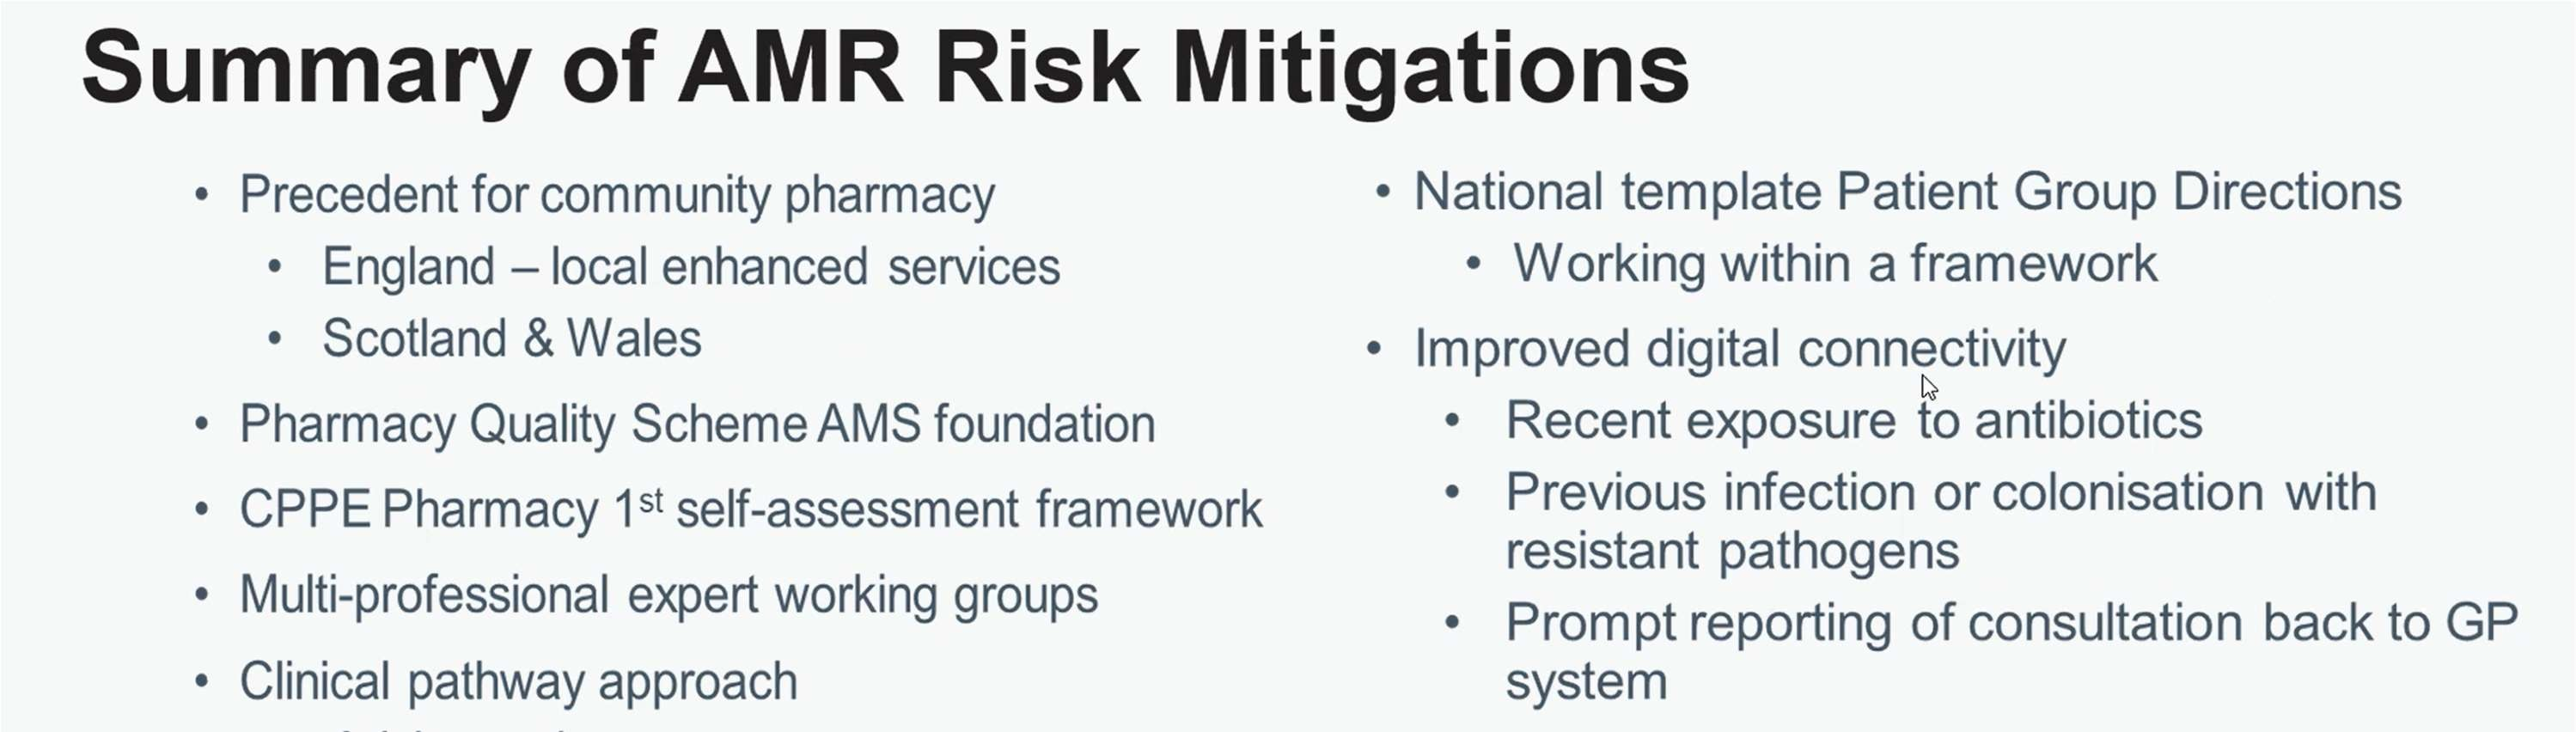 Summary of AMR Risk Mitigations
• Precedent for community pharmacy
• England – local enhanced services
• Scotland & Wales
• Pharmacy Quality Scheme AMS foundation
• CPPE Pharmacy 1st self-assessment framework
• Multi-professional expert working groups
• Clinical pathway approach
• National template Patient Group Directions
• Working within a framework
• Improved digital connectivity
• Recent exposure to antibiotics
• Previous infection or colonisation with
resistant pathogens
• Prompt reporting of consultation back to GP
system